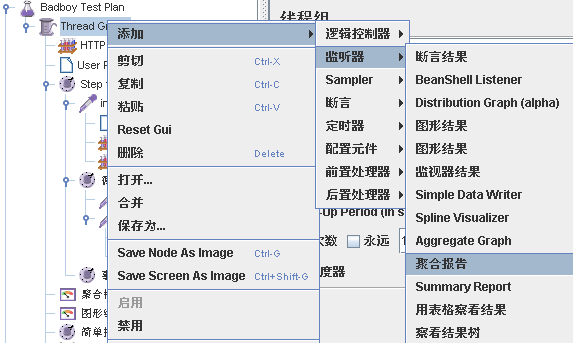 Badboy Test Plan
Thread G
HTTP
User P
Step
in
聚合
图形
简单
添加
剪切 Ctrl-X
复制 Ctrl-C
粘贴 Ctrl-V
Reset Gui
删除 Delete
打开...
合并
保存为...
Save Node As Image Ctrl-G
Save Screen As Image Ctrl+Shift-G
启用
禁用
线程组
逻辑控制器
监听器
Sampler
断言
定时器
配置元件
前置处理器
后置处理器
-Up Period (in s
次数 永远 1
度器
断言结果
BeanShell Listener
Distribution Graph (alpha)
图形结果
图形结果
监视器结果
Simple Data Writer
Spline Visualizer
Aggregate Graph
聚合报告
Summary Report
用表格察看结果
察看结果树